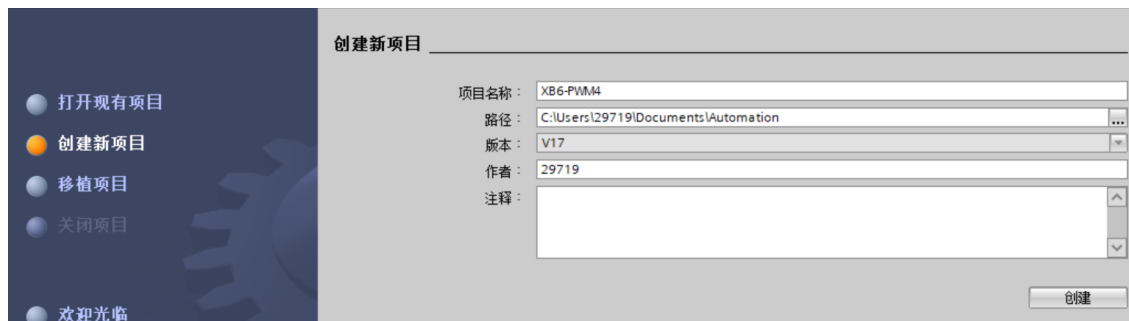 创建新项目
打开现有项目
创建新项目
移植项目
关闭项目
欢迎光临
项目名称： XB6-PWM4
路径： C:\Users\29719\Documents\Automation ...
版本： V17
作者： 29719
注释：
创建